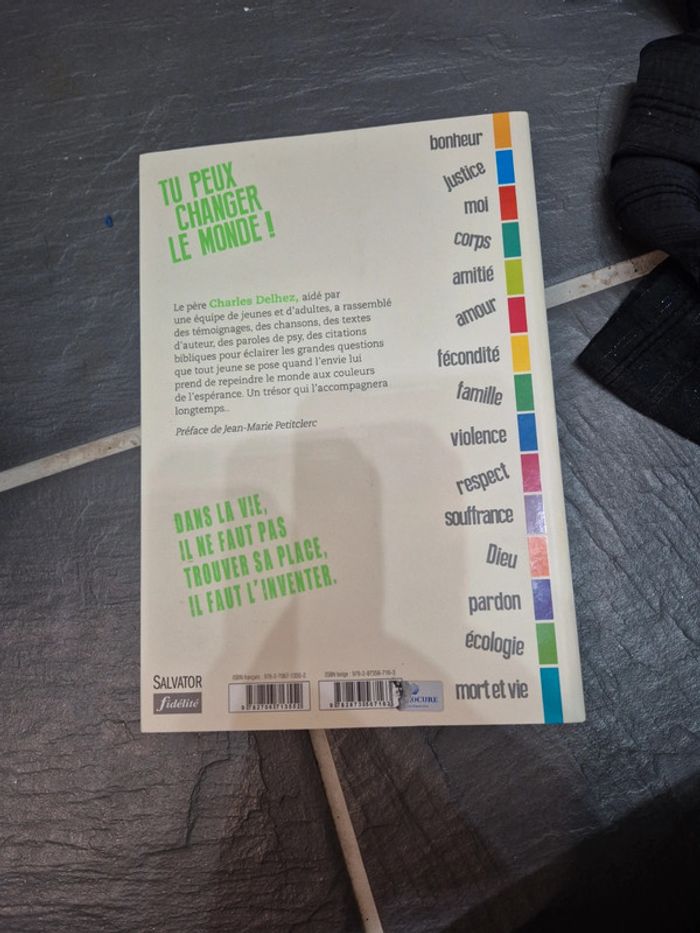 TU PEUX
CHANGER
LE MONDE !
Le père Charles Delhez, aidé par
une équipe de jeunes et d'adultes, a rassemblé
des témoignages, des chansons, des textes
d'auteur, des paroles de psy, des citations
bibliques pour éclairer les grandes questions
que tout jeune se pose quand l'envie lui
prend de repeindre le monde aux couleurs
de l'espérance. Un trésor qui l'accompagnera
longtemps..
Préface de Jean-Marie Petitclerc
DANS LA VIE,
IL NE FAUT PAS
TROUVER SA PLACE,
IL FAUT L'INVENTER.
bonheur
justice
moi
corps
amitié
amour
fécondité
famille
violence
respect
souffrance
Dieu
pardon
écologie
mort et vie
SALVATOR
fidélité
ISBN français :
ISBN belge :